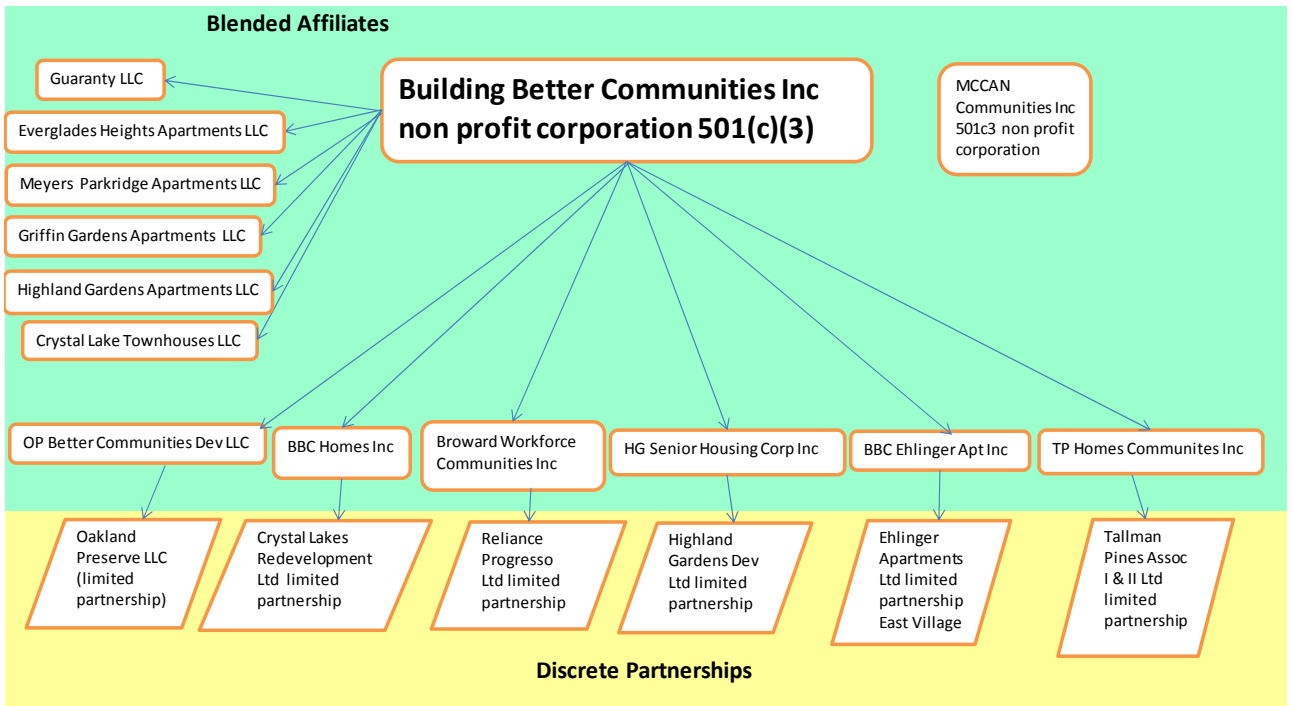 Blended Affiliates
Guaranty LLC
Everglades Heights Apartments LLC
Meyers Parkridge Apartments LLC
Griffin Gardens Apartments LLC
Highland Gardens Apartments LLC
Crystal Lake Townhouses LLC
Building Better Communities Inc
non profit corporation 501(c)(3)
MCCAN
Communities Inc
501c3 non profit
corporation
OP Better Communities Dev LLC
BBC Homes Inc
Broward Workforce
Communities Inc
HG Senior Housing Corp Inc
BBC Ehlinger Apt Inc
TP Homes Communites Inc
Oakland
Preserve LLC
(limited
partnership)
Crystal Lakes
Redevelopment
Ltd limited
partnership
Reliance
Progresso
Ltd limited
partnership
Highland
Gardens Dev
Ltd limited
partnership
Ehlinger
Apartments
Ltd limited
partnership
East Village
Tallman
Pines Assoc
I & II Ltd
limited
partnership
Discrete Partnerships